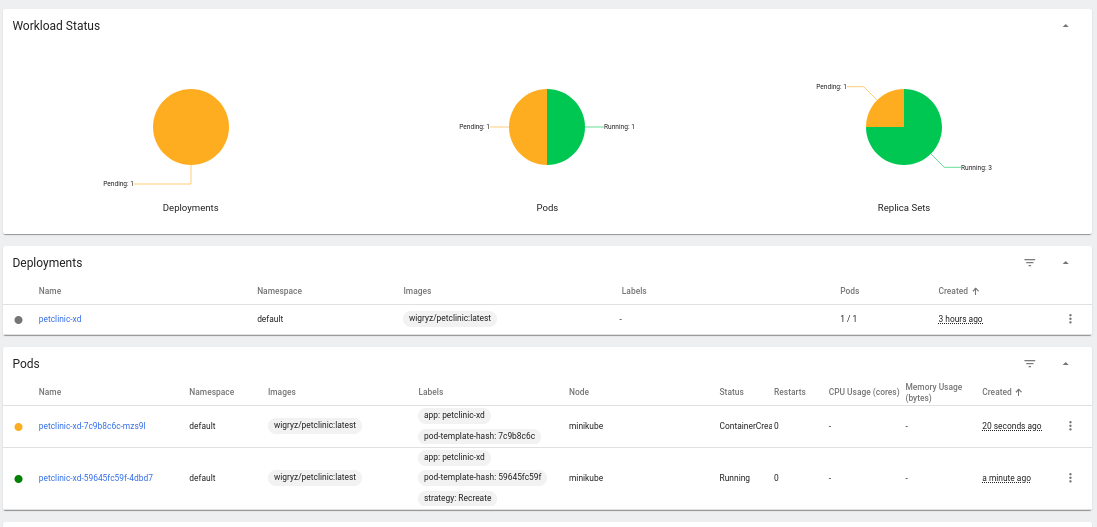 Workload Status
Pending: 1
Deployments
Pending: 1
Running: 1
Pods
Pending: 1
Running: 3
Replica Sets
Deployments
Name Namespace Images Labels Pods Created
petclinic-xd default wigryz/petclinic:latest - 1 / 1 3 hours ago
Pods
Name Namespace Images Labels Node Status Restarts CPU Usage (cores) Memory Usage (bytes) Created
petclinic-xd-7c9b8c6c-mzs9l default wigryz/petclinic:latest app: petclinic-xd minikube ContainerCrea 0 - - 20 seconds ago
pod-template-hash: 7c9b8c6c
petclinic-xd-59645fc59f-4dbd7 default wigryz/petclinic:latest app: petclinic-xd minikube Running 0 - - a minute ago
pod-template-hash: 59645fc59f
strategy: Recreate